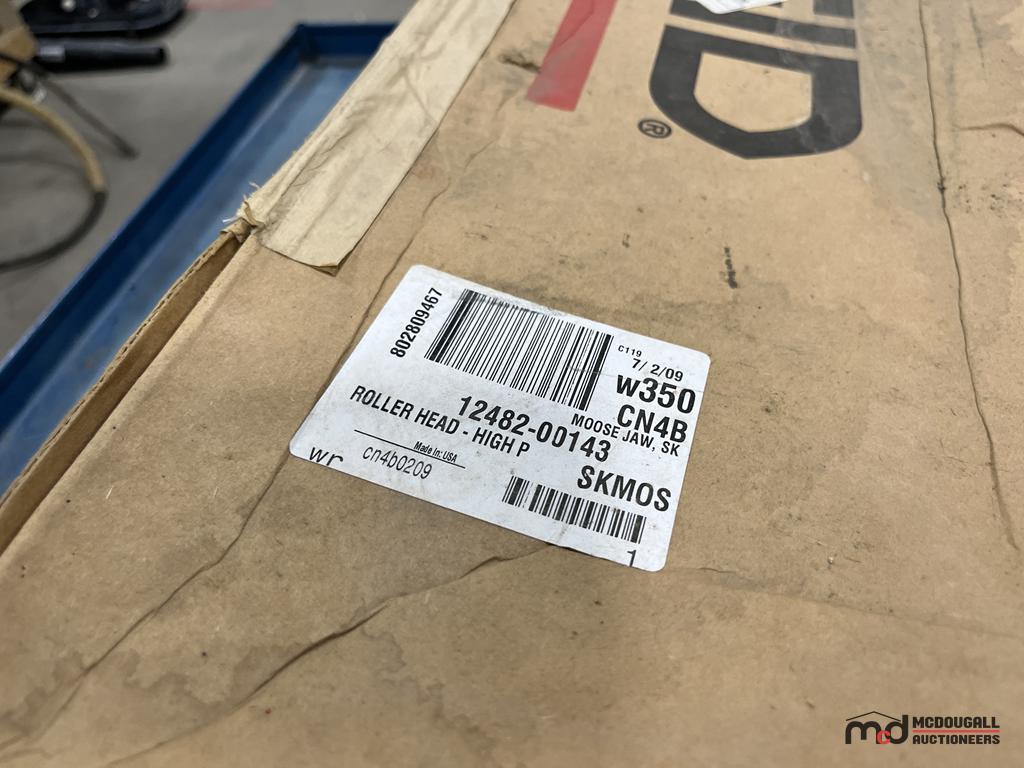 D
®
802809467
C119
7/ 2/09
w350
CN4B
MOOSE JAW, SK
12482-00143
ROLLER HEAD - HIGH P
SKMOS
Made In: USA
cn4b0209
1
mcd MCDOUGALL
AUCTIONEERS